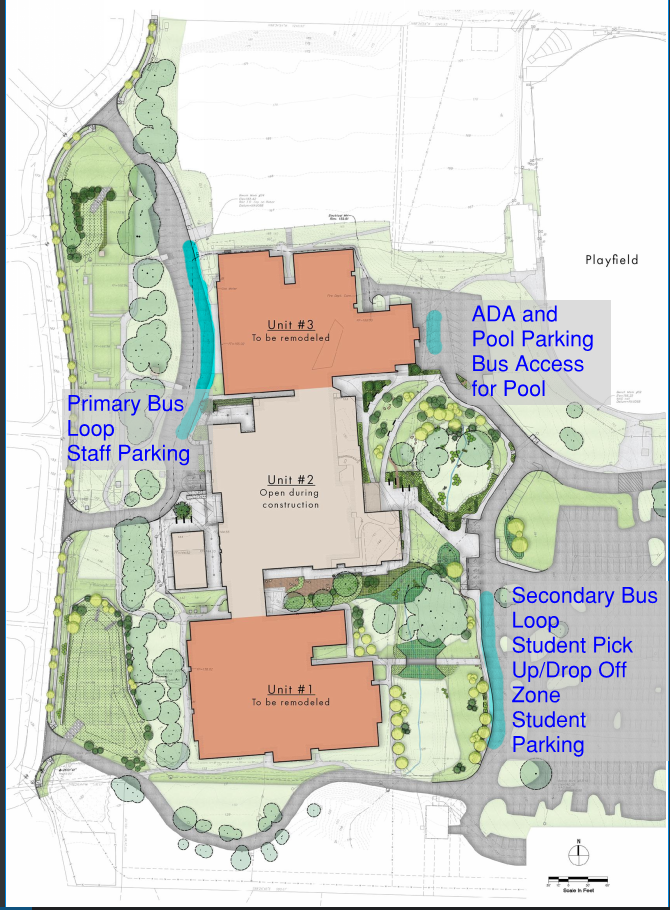 Playfield
ADA and
Pool Parking
Bus Access
for Pool
Unit #3
To be remodeled
Primary Bus
Loop
Staff Parking
Unit #2
Open during
construction
Secondary Bus
Loop
Student Pick
Up/Drop Off
Zone
Student
Parking
Unit #1
To be remodeled
N
Scale In Feet